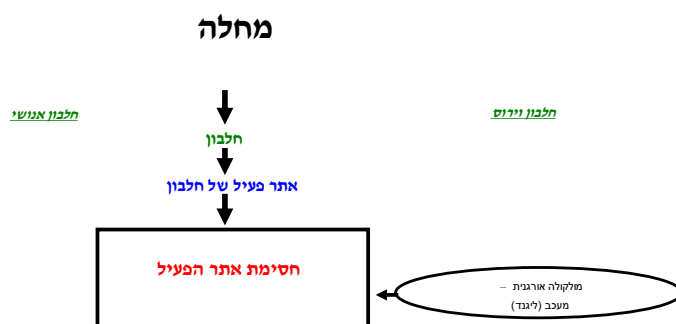 מחלה
חלבון וירוס
חלבון אנושי
חלבון
אתר פעיל של חלבון
חסימת אתר הפעיל
מולקולה אורגנית –
מעכב (ליגנד)